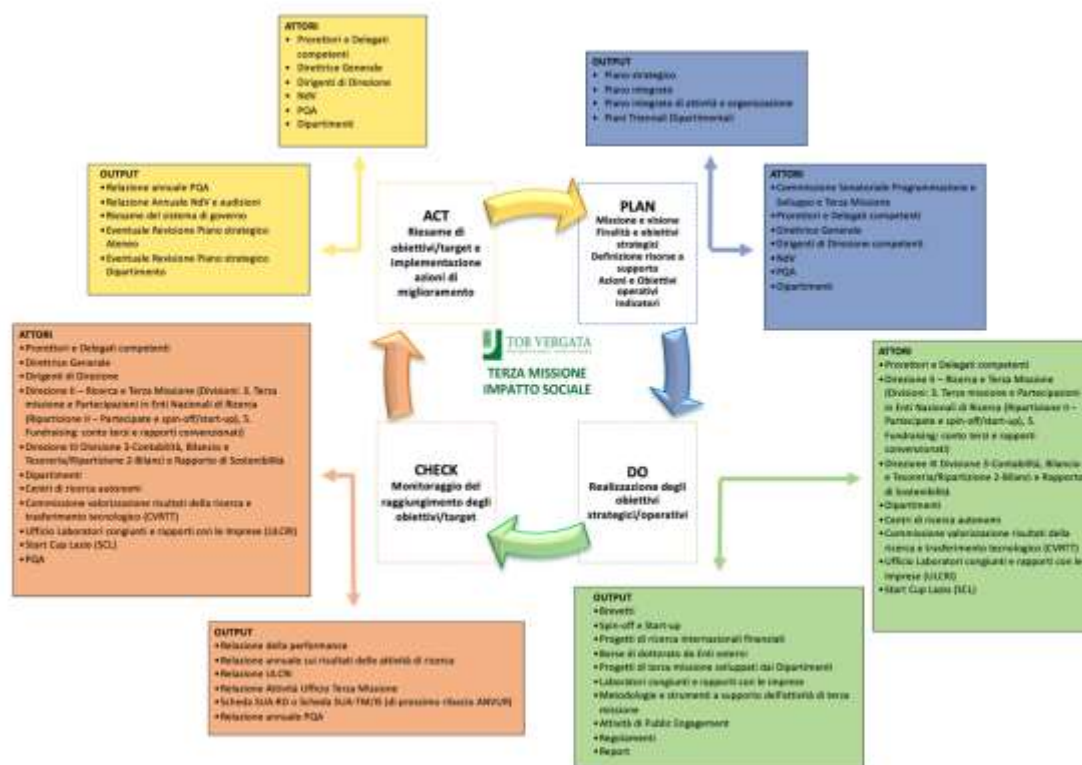 ATTORI
• Prorettori e Delegati
competenti
• Direttrice Generale
• Dirigenti di Direzione
• NdV
• PQA
• Dipartimenti
OUTPUT
• Piano strategico
• Piano integrato
• Piano integrato di attività e organizzazione
• Piani Triennali Dipartimentali
OUTPUT
•Relazione annuale PQA
•Relazione Annuale NdV e audizioni
•Riesame del sistema di governo
•Eventuale Revisione Piano strategico
Ateneo
•Eventuale Revisione Piano strategico
Dipartimento
ATTORI
•Commissione Senatoriale Programmazione e
Sviluppo e Terza Missione
•Prorettori e Delegati competenti
•Direttrice Generale
•Dirigenti di Direzione competenti
•NdV
•PQA
•Dipartimenti
ACT
Riesame di
obiettivi/target e
implementazione
azioni di
miglioramento
PLAN
Missione e visione
Finalità e obiettivi
strategici
Definizione risorse a
supporto
Azioni e Obiettivi
operativi
Indicatori
TOR VERGATA
TERZA MISSIONE
IMPATTO SOCIALE
CHECK
Monitoraggio del
raggiungimento degli
obiettivi/target
DO
Realizzazione degli
obiettivi
strategici/operativi
ATTORI
•Prorettori e Delegati competenti
•Direttrice Generale
•Dirigenti di Direzione
•Direzione II – Ricerca e Terza Missione (Divisioni: 3. Terza
missione e Partecipazioni in Enti Nazionali di Ricerca
(Ripartizione II – Partecipate e spin-off/start-up), 5.
Fundraising: conto terzi e rapporti convenzionati)
•Direzione III Divisione 3-Contabilità, Bilancio e
Tesoreria/Ripartizione 2-Bilanci e Rapporto di Sostenibilità
•Dipartimenti
•Centri di ricerca autonomi
•Commissione valorizzazione risultati della ricerca e
trasferimento tecnologico (CVRTT)
•Ufficio Laboratori congiunti e rapporti con le Imprese (ULCRI)
•Start Cup Lazio (SCL)
•PQA
ATTORI
•Prorettori e Delegati competenti
•Direzione II – Ricerca e Terza Missione
(Divisioni: 3. Terza missione e Partecipazioni
in Enti Nazionali di Ricerca (Ripartizione II –
Partecipate e spin-off/start-up), 5.
Fundraising: conto terzi e rapporti
convenzionati)
•Direzione III Divisione 3-Contabilità, Bilancio
e Tesoreria/Ripartizione 2-Bilanci e Rapporto
di Sostenibilità
•Dipartimenti
•Centri di ricerca autonomi
•Commissione valorizzazione risultati della
ricerca e trasferimento tecnologico (CVRTT)
•Ufficio Laboratori congiunti e rapporti con le
Imprese (ULCRI)
•Start Cup Lazio (SCL)
OUTPUT
•Relazione della performance
•Relazione annuale sui risultati delle attività di ricerca
•Relazione ULCRI
•Relazione Attività Ufficio Terza Missione
•Scheda SUA-RD e Scheda SUA-TM/IS (di prossimo rilascio ANVUR)
•Relazione annuale PQA
OUTPUT
•Brevetti
•Spin-off e Start-up
•Progetti di ricerca internazionali finanziati
•Borse di dottorato da Enti esterni
•Progetti di terza missione sviluppati dai Dipartimenti
•Laboratori congiunti e rapporti con le imprese
•Metodologie e strumenti a supporto dell'attività di terza
missione
•Attività di Public Engagement
•Regolamenti
•Report